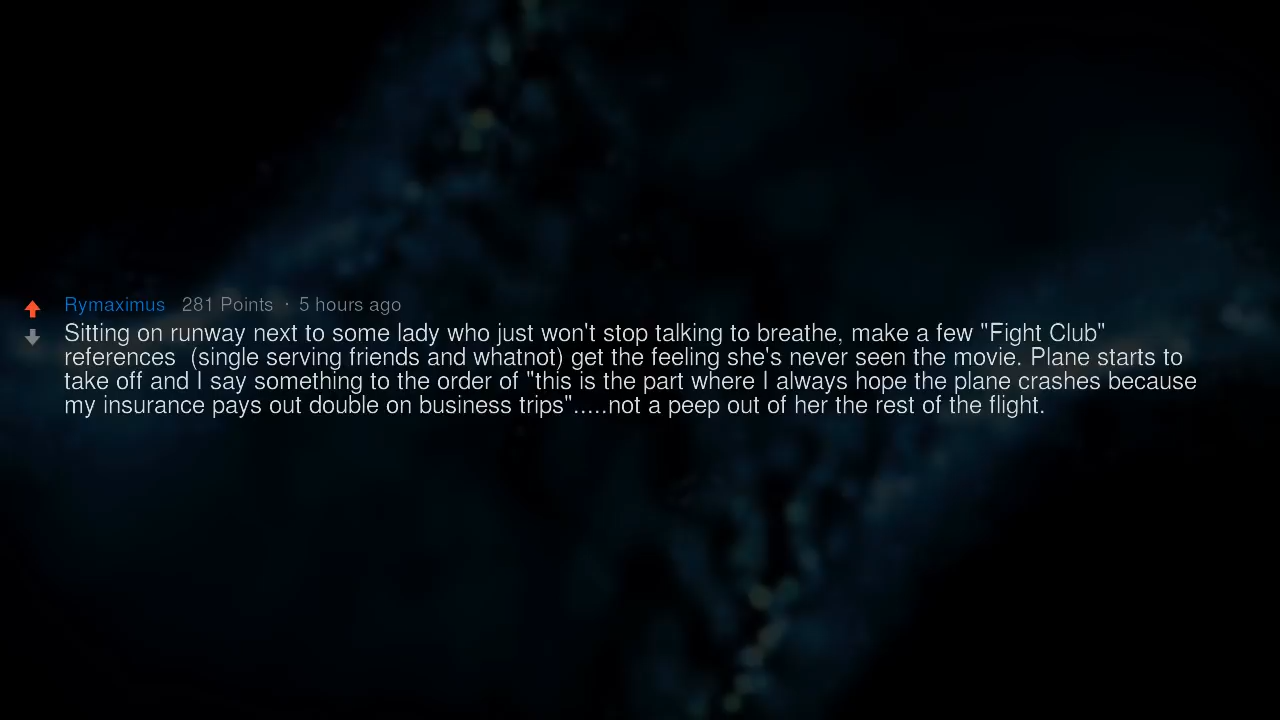 Rymaximus 281 Points · 5 hours ago
Sitting on runway next to some lady who just won't stop talking to breathe, make a few "Fight Club"
references  (single serving friends and whatnot) get the feeling she's never seen the movie. Plane starts to
take off and I say something to the order of "this is the part where I always hope the plane crashes because
my insurance pays out double on business trips".....not a peep out of her the rest of the flight.